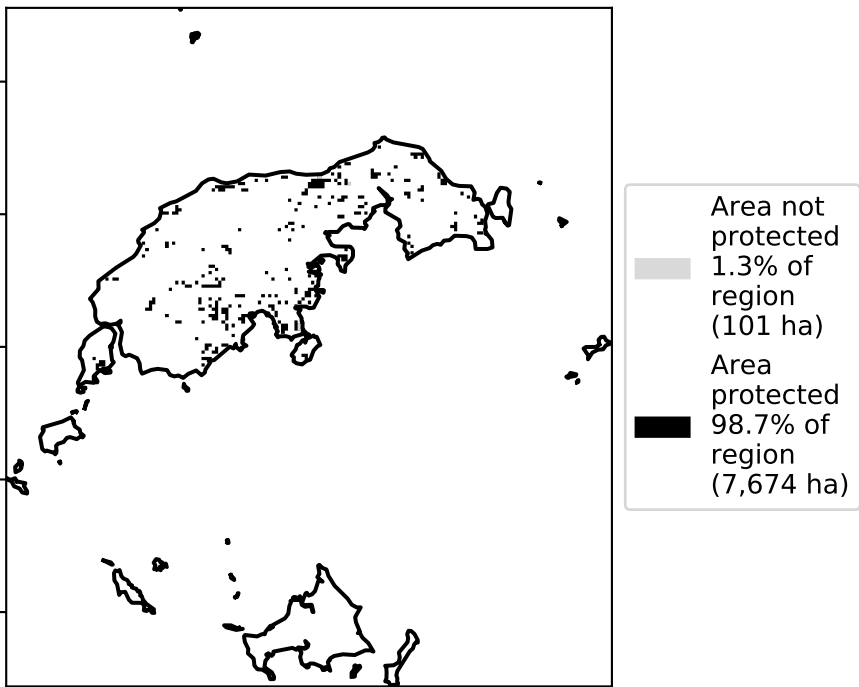 Area not
protected
1.3% of
region
(101 ha)
Area
protected
98.7% of
region
(7,674 ha)